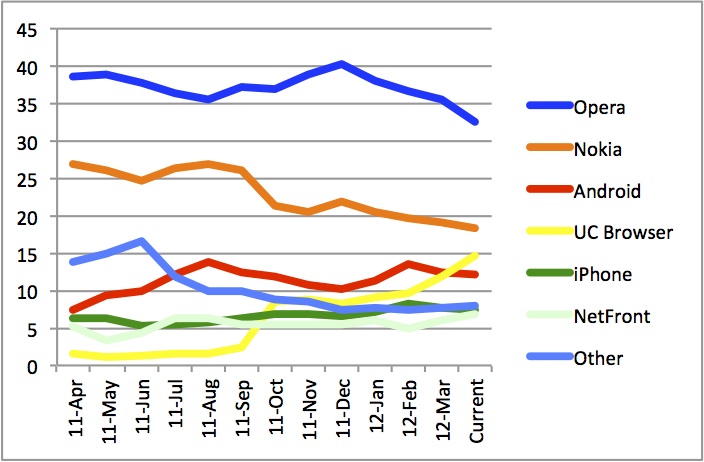 45
40
35
30
25
20
15
10
5
0
11-Apr
11-May
11-Jun
11-Jul
11-Aug
11-Sep
11-Oct
11-Nov
11-Dec
12-Jan
12-Feb
12-Mar
Current
Opera
Nokia
Android
UC Browser
iPhone
NetFront
Other